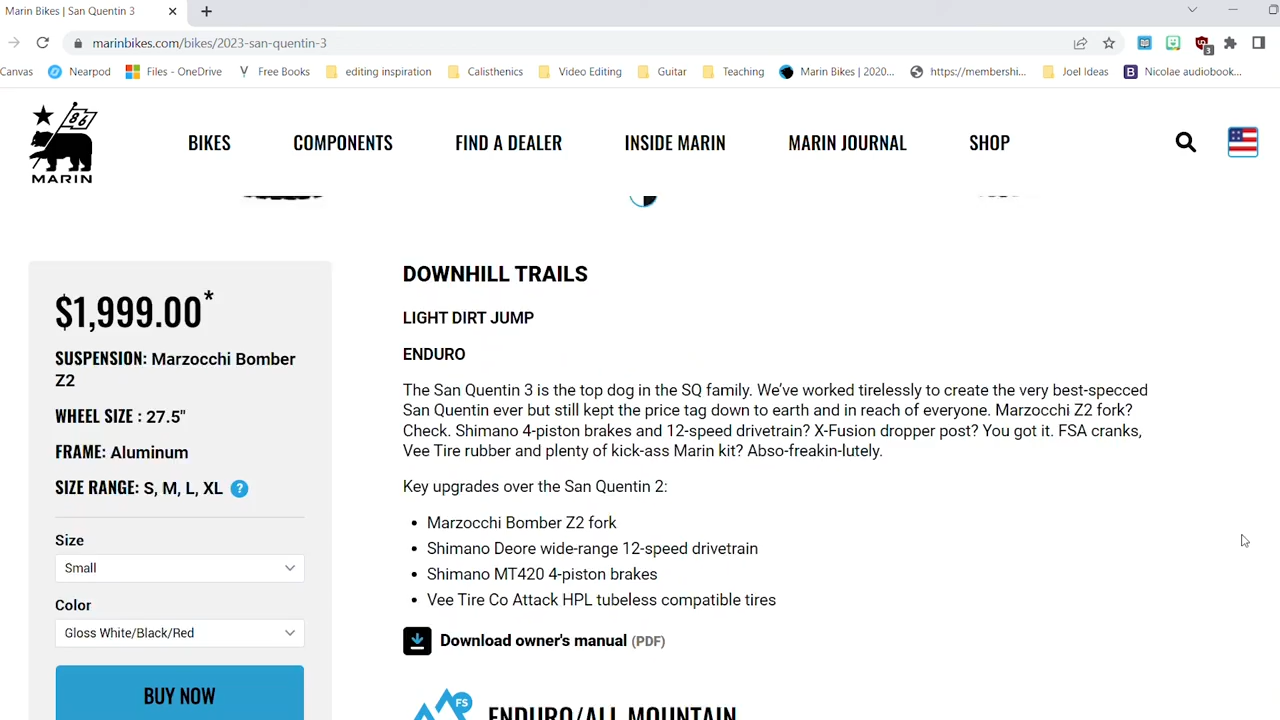 Marin Bikes | San Quentin 3
marinbikes.com/bikes/2023-san-quentin-3
3
Canvas Nearpod Files - OneDrive Free Books editing inspiration Calisthenics Video Editing Guitar Teaching Marin Bikes | 2020... https://membershi... Joel Ideas B Nicolae audiobook...
86
MARIN
BIKES COMPONENTS FIND A DEALER INSIDE MARIN MARIN JOURNAL SHOP
$1,999.00*
SUSPENSION: Marzocchi Bomber
Z2
WHEEL SIZE : 27.5"
FRAME: Aluminum
SIZE RANGE: S, M, L, XL ?
Size
Small
Color
Gloss White/Black/Red
BUY NOW
DOWNHILL TRAILS
LIGHT DIRT JUMP
ENDURO
The San Quentin 3 is the top dog in the SQ family. We've worked tirelessly to create the very best-specced
San Quentin ever but still kept the price tag down to earth and in reach of everyone. Marzocchi Z2 fork?
Check. Shimano 4-piston brakes and 12-speed drivetrain? X-Fusion dropper post? You got it. FSA cranks,
Vee Tire rubber and plenty of kick-ass Marin kit? Abso-freakin-lutely.
Key upgrades over the San Quentin 2:
• Marzocchi Bomber Z2 fork
• Shimano Deore wide-range 12-speed drivetrain
• Shimano MT420 4-piston brakes
• Vee Tire Co Attack HPL tubeless compatible tires
Download owner's manual (PDF)
FS
ENDURO/ALL MOUNTAIN